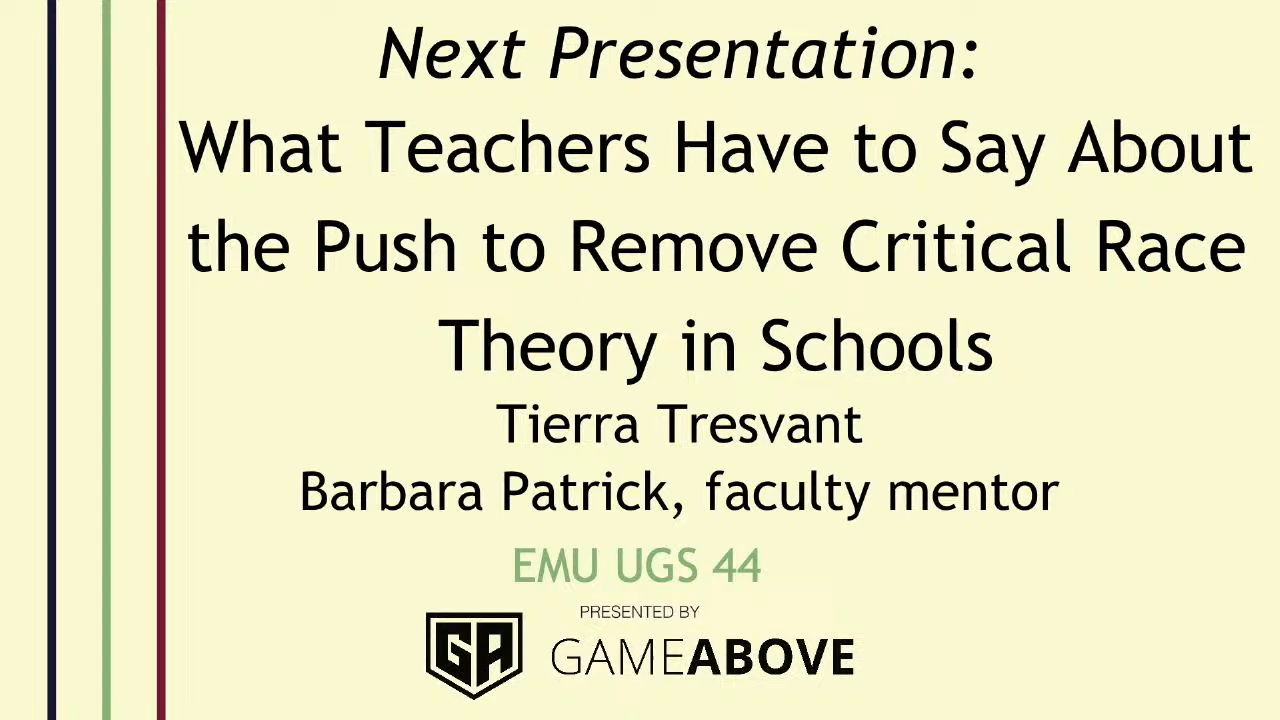 Next Presentation:
What Teachers Have to Say About
the Push to Remove Critical Race
Theory in Schools
Tierra Tresvant
Barbara Patrick, faculty mentor
EMU UGS 44
PRESENTED BY
GA GAMEABOVE